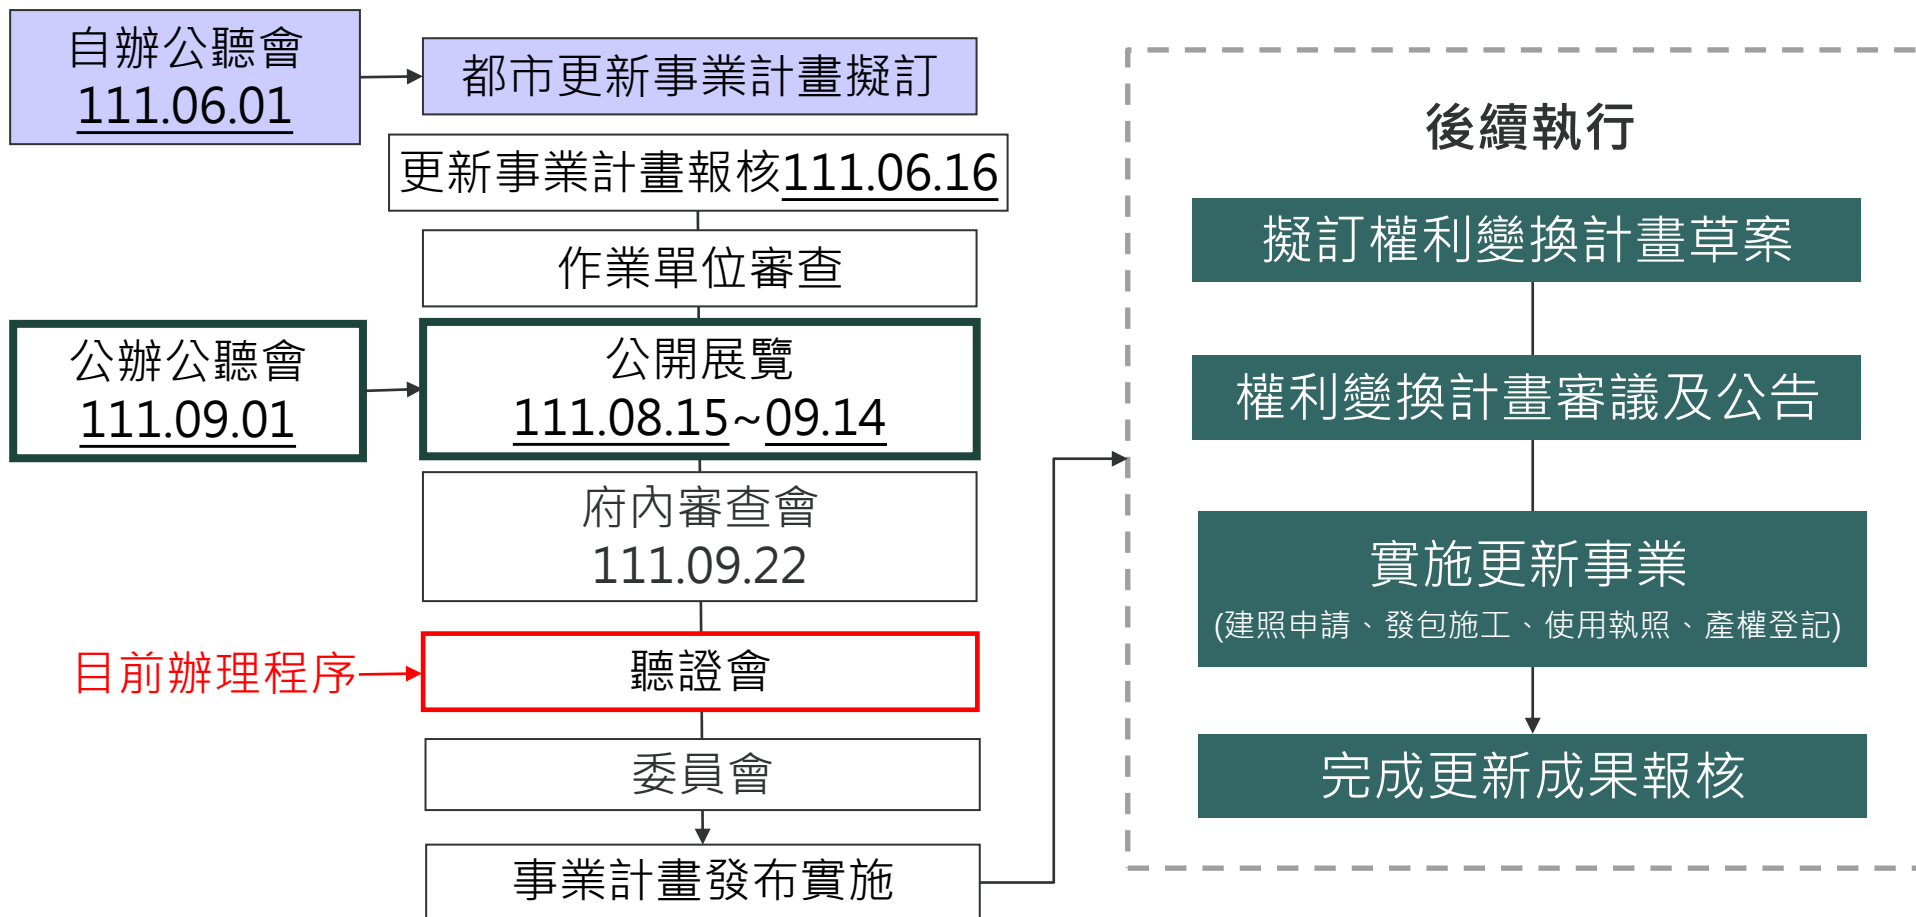 自辦公聽會
111.06.01
都市更新事業計畫擬訂
更新事業計畫報核111.06.16
作業單位審查
公辦公聽會
111.09.01
公開展覽
111.08.15~09.14
府內審查會
111.09.22
目前辦理程序
聽證會
委員會
事業計畫發布實施
後續執行
擬訂權利變換計畫草案
權利變換計畫審議及公告
實施更新事業
(建照申請、發包施工、使用執照、產權登記)
完成更新成果報核